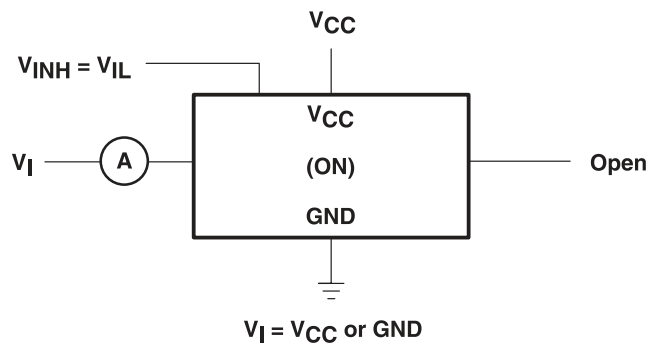 VCC
VINH = VIL
VCC
VI
A
(ON)
Open
GND
VI = VCC or GND